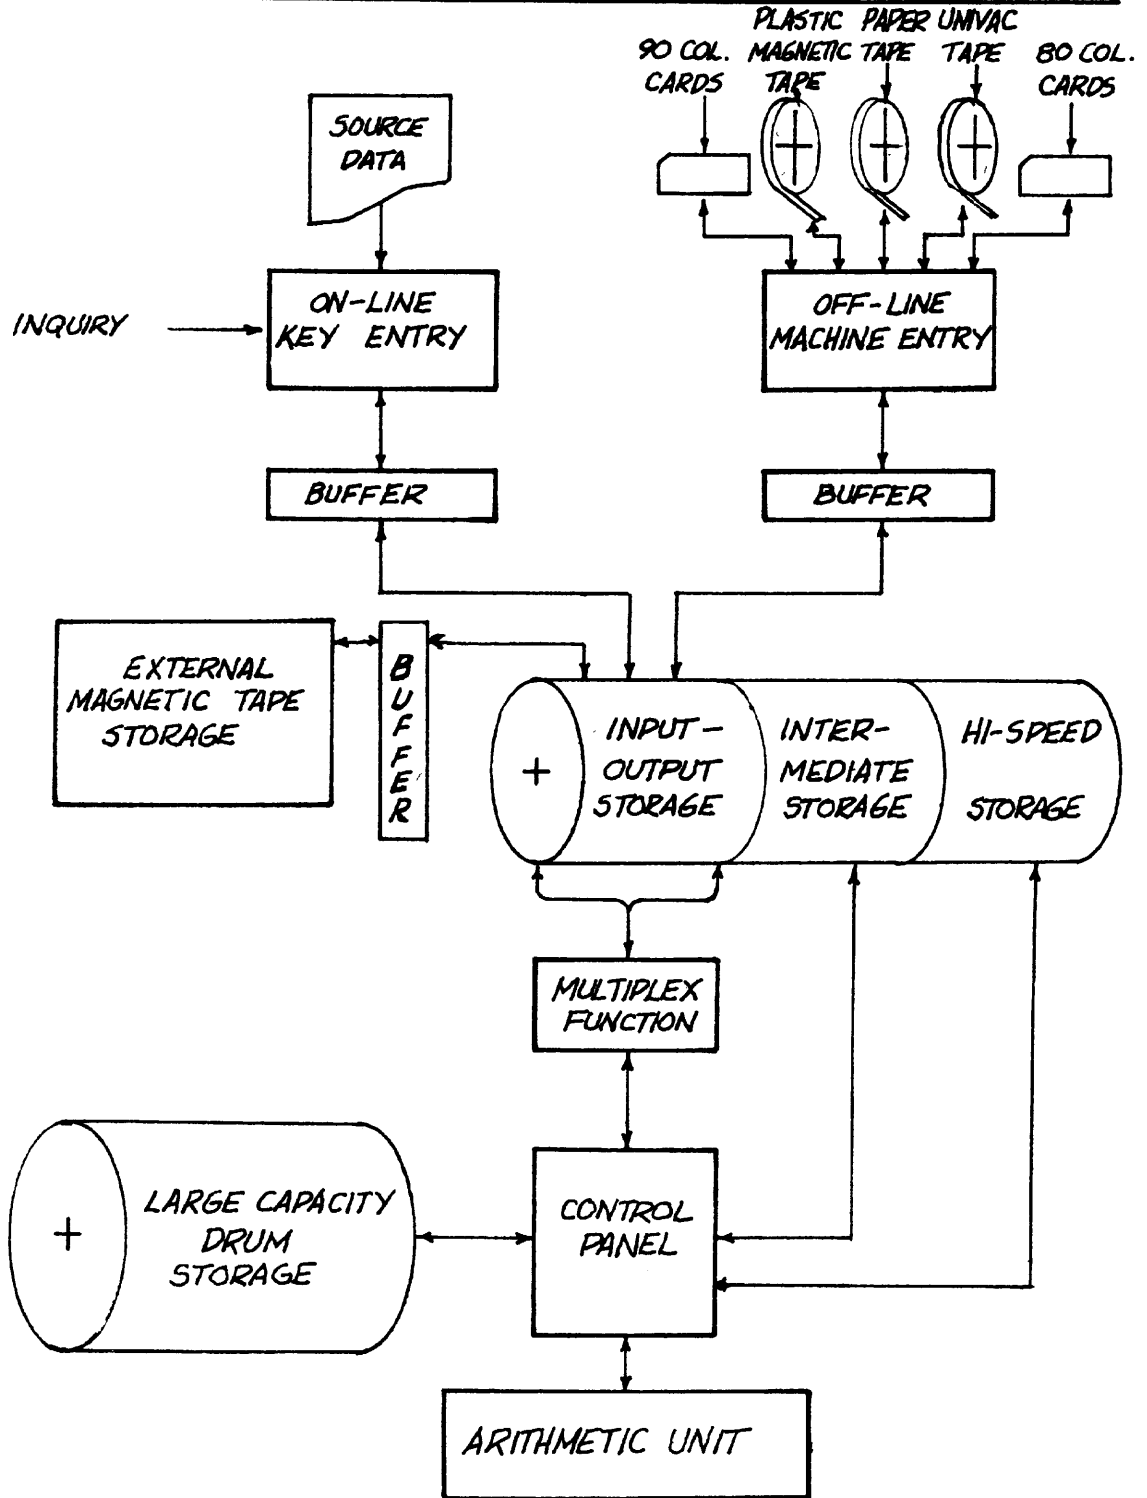 90 COL.
CARDS
PLASTIC
MAGNETIC
TAPE
PAPER
TAPE
UNIVAC
TAPE
80 COL.
CARDS
SOURCE
DATA
INQUIRY
ON-LINE
KEY ENTRY
OFF-LINE
MACHINE ENTRY
BUFFER
BUFFER
EXTERNAL
MAGNETIC TAPE
STORAGE
BUFFER
INPUT-
OUTPUT
STORAGE
INTER-
MEDIATE
STORAGE
HI-SPEED
STORAGE
MULTIPLEX
FUNCTION
LARGE CAPACITY
DRUM
STORAGE
CONTROL
PANEL
ARITHMETIC UNIT